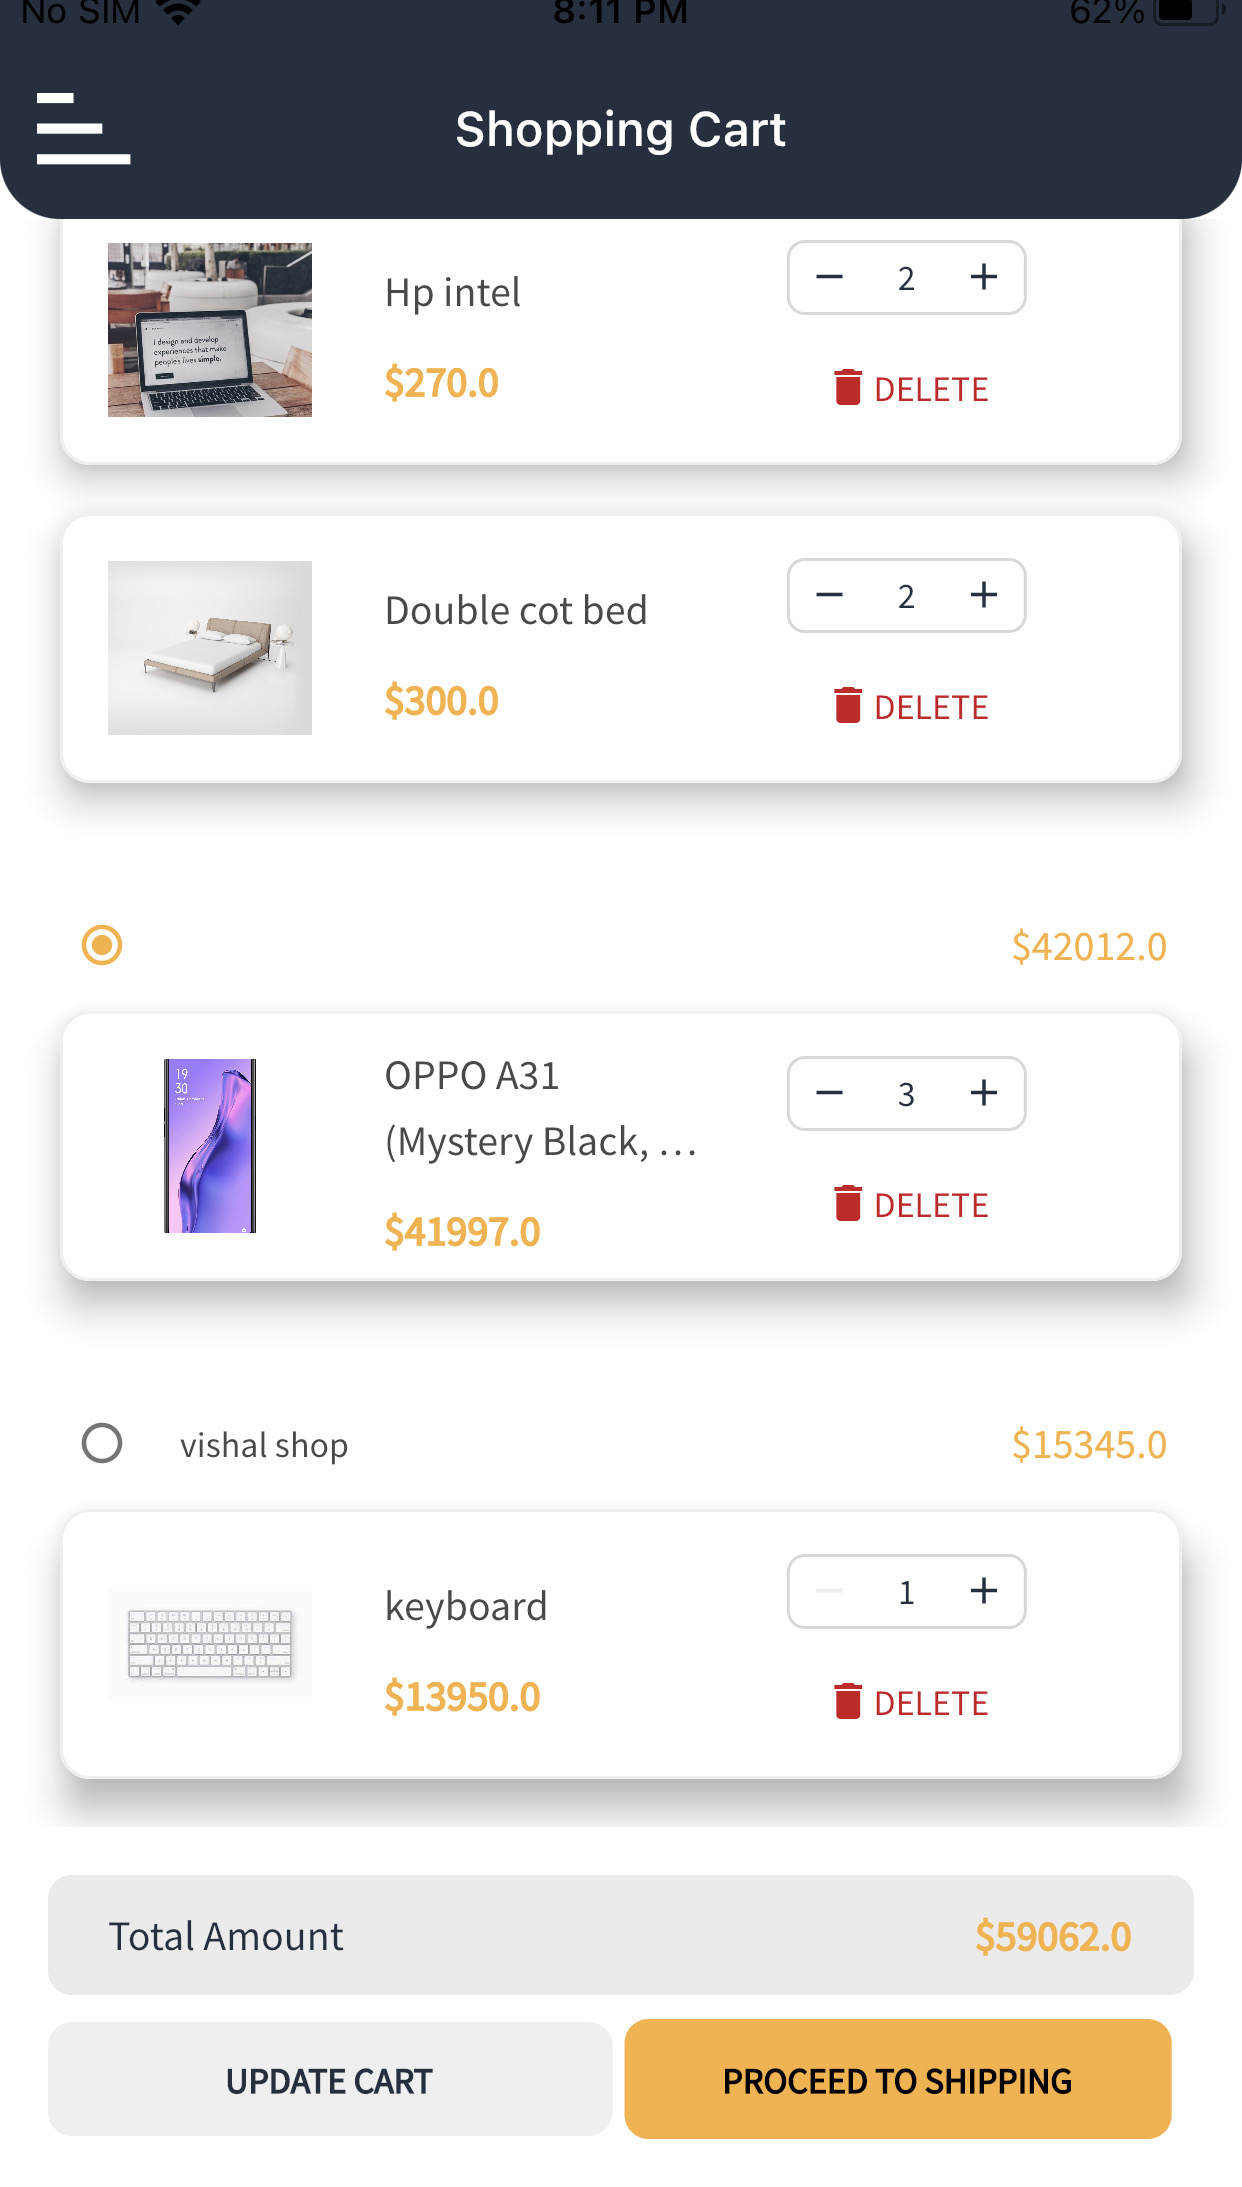 No SIM 8:11 PM 62%
Shopping Cart
I design and develop
experiences that make
people's lives simple.
Hp intel
2
$270.0
DELETE
Double cot bed
2
$300.0
DELETE
$42012.0
19
30
OPPO A31
(Mystery Black, ...
3
$41997.0
DELETE
vishal shop
$15345.0
keyboard
1
$13950.0
DELETE
Total Amount
$59062.0
UPDATE CART
PROCEED TO SHIPPING